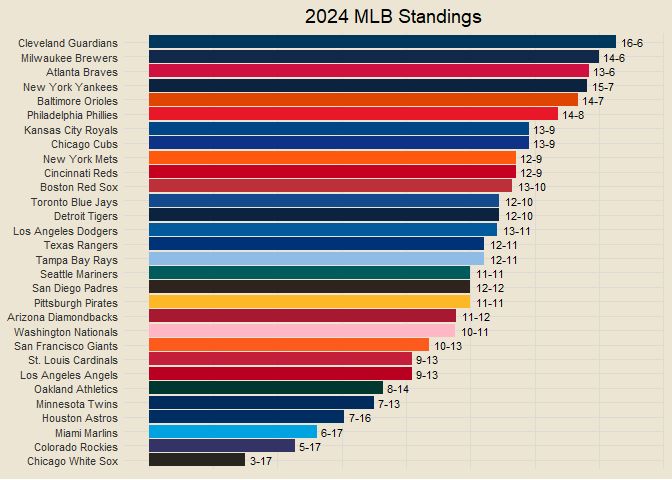 2024 MLB Standings
Cleveland Guardians 16-6
Milwaukee Brewers 14-6
Atlanta Braves 13-6
New York Yankees 15-7
Baltimore Orioles 14-7
Philadelphia Phillies 14-8
Kansas City Royals 13-9
Chicago Cubs 13-9
New York Mets 12-9
Cincinnati Reds 12-9
Boston Red Sox 13-10
Toronto Blue Jays 12-10
Detroit Tigers 12-10
Los Angeles Dodgers 13-11
Texas Rangers 12-11
Tampa Bay Rays 12-11
Seattle Mariners 11-11
San Diego Padres 12-12
Pittsburgh Pirates 11-11
Arizona Diamondbacks 11-12
Washington Nationals 10-11
San Francisco Giants 10-13
St. Louis Cardinals 9-13
Los Angeles Angels 9-13
Oakland Athletics 8-14
Minnesota Twins 7-13
Houston Astros 7-16
Miami Marlins 6-17
Colorado Rockies 5-17
Chicago White Sox 3-17